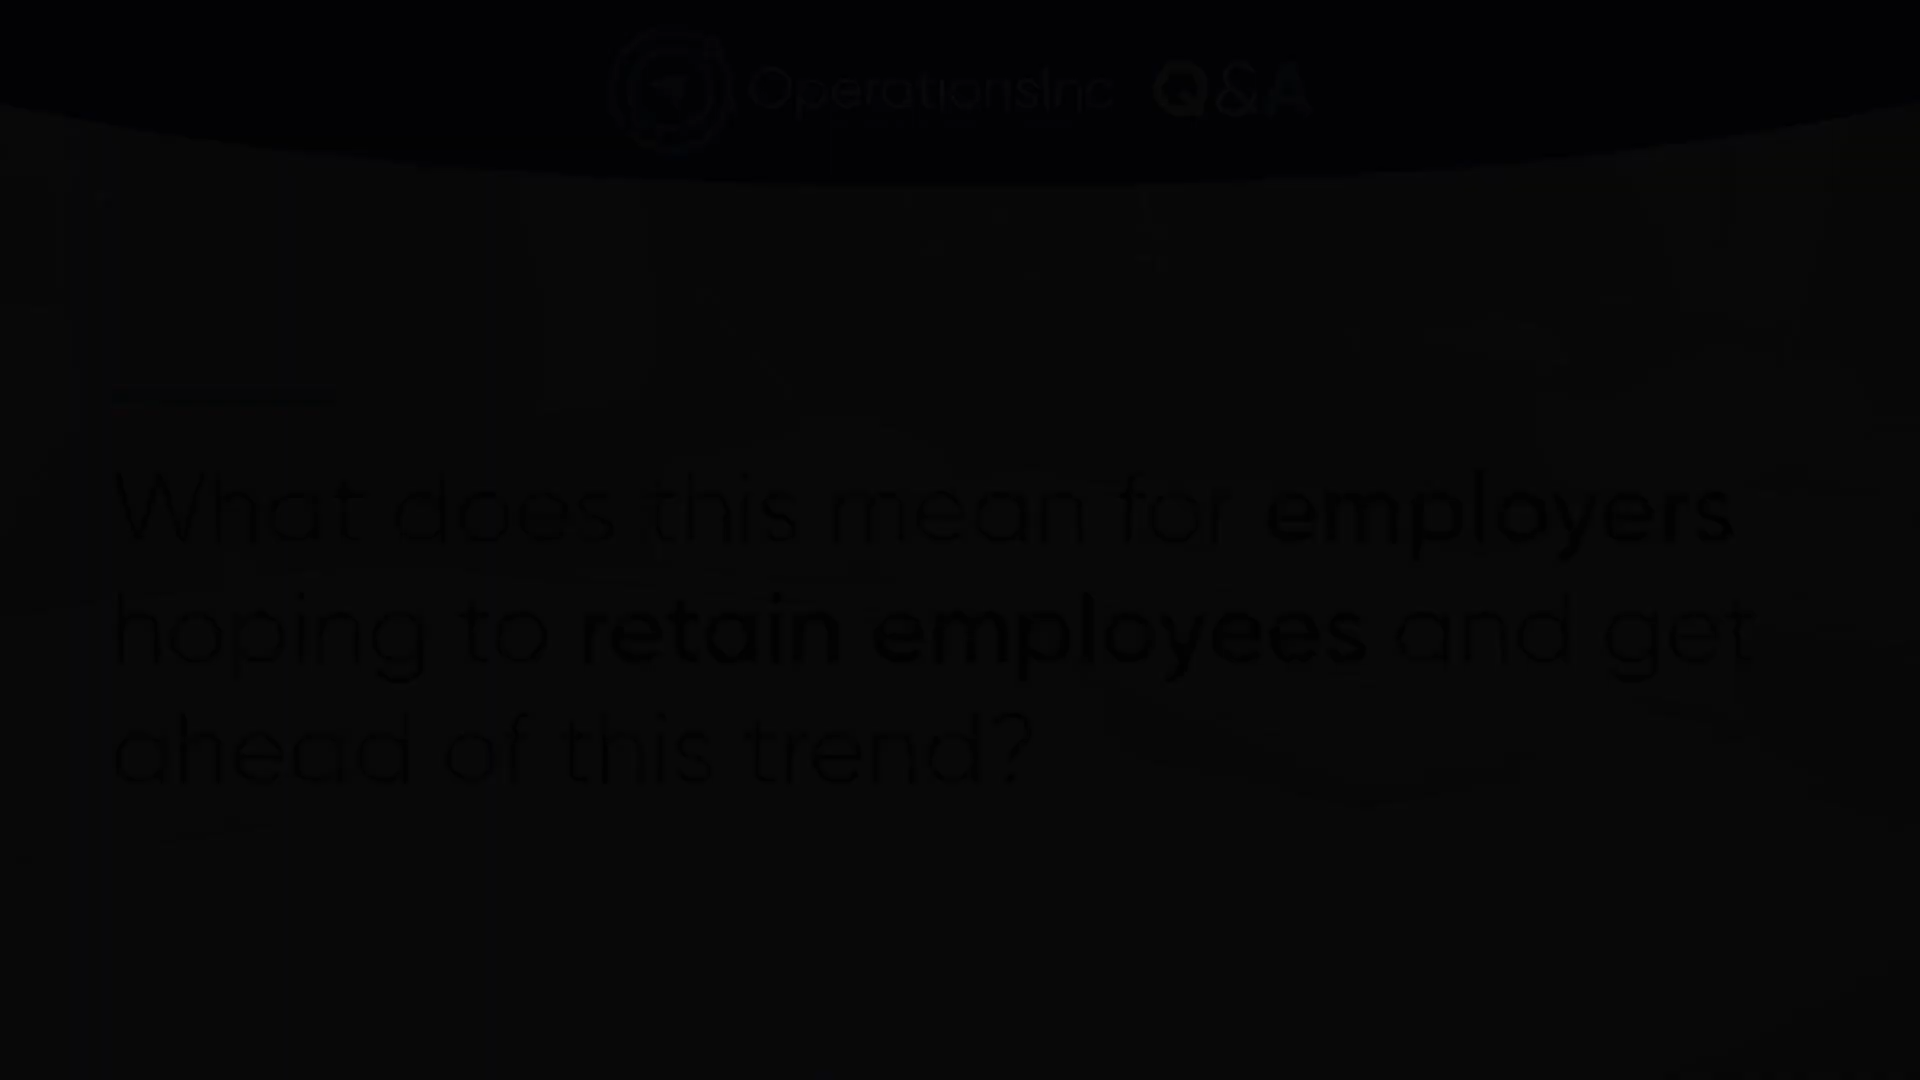 OperationsInc Q&A
What does this mean for employers
hoping to retain employees and get
ahead of this trend?